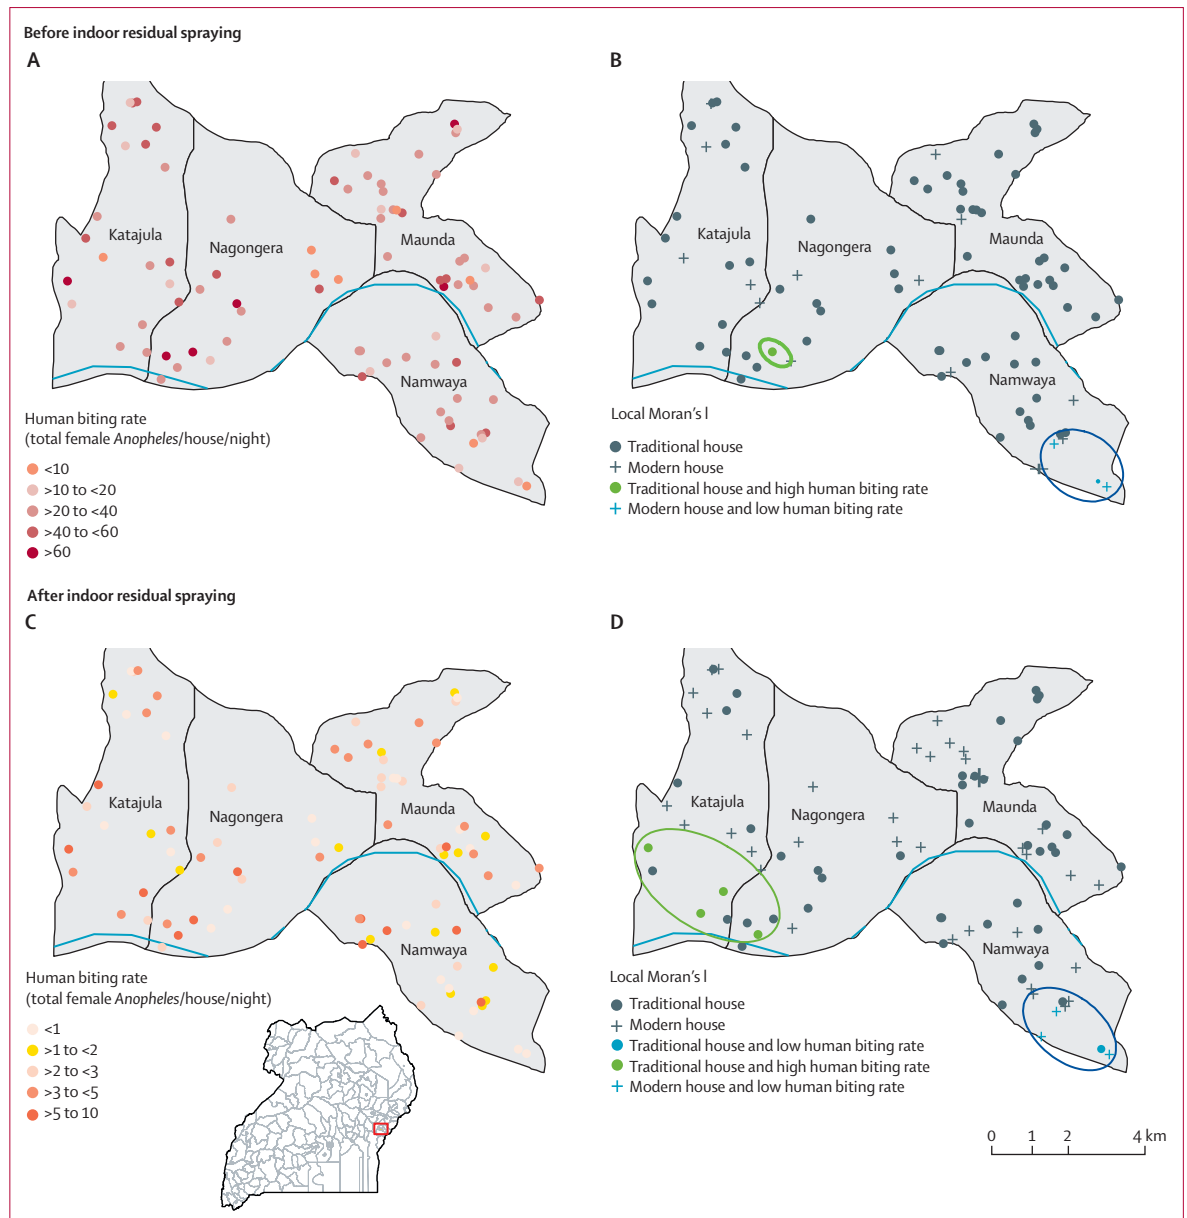 Before indoor residual spraying
A
B
Katajula
Nagongera
Maunda
Namwaya
Katajula
Nagongera
Maunda
Namwaya
Human biting rate
(total female Anopheles/house/night)
<10
>10 to <20
>20 to <40
>40 to <60
>60
Local Moran's l
Traditional house
Modern house
Traditional house and high human biting rate
Modern house and low human biting rate
After indoor residual spraying
C
D
Katajula
Nagongera
Maunda
Namwaya
Katajula
Nagongera
Maunda
Namwaya
Human biting rate
(total female Anopheles/house/night)
<1
>1 to <2
>2 to <3
>3 to <5
>5 to 10
Local Moran's l
Traditional house
Modern house
Traditional house and low human biting rate
Traditional house and high human biting rate
Modern house and low human biting rate
0 1 2 4 km